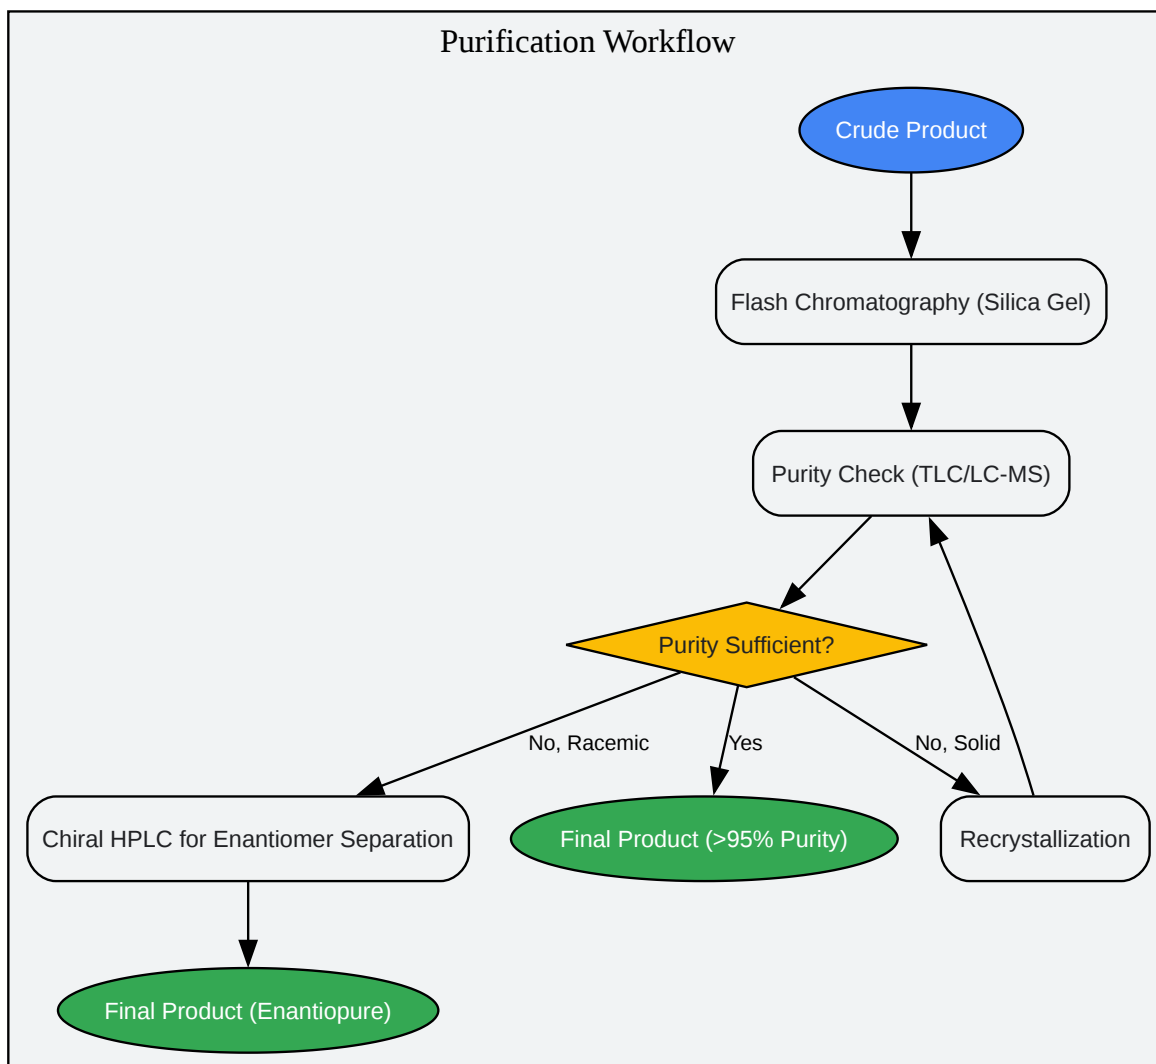 Purification Workflow
Crude Product
Flash Chromatography (Silica Gel)
Purity Check (TLC/LC-MS)
Purity Sufficient?
No, Racemic
Yes
No, Solid
Chiral HPLC for Enantiomer Separation
Final Product (>95% Purity)
Recrystallization
Final Product (Enantiopure)